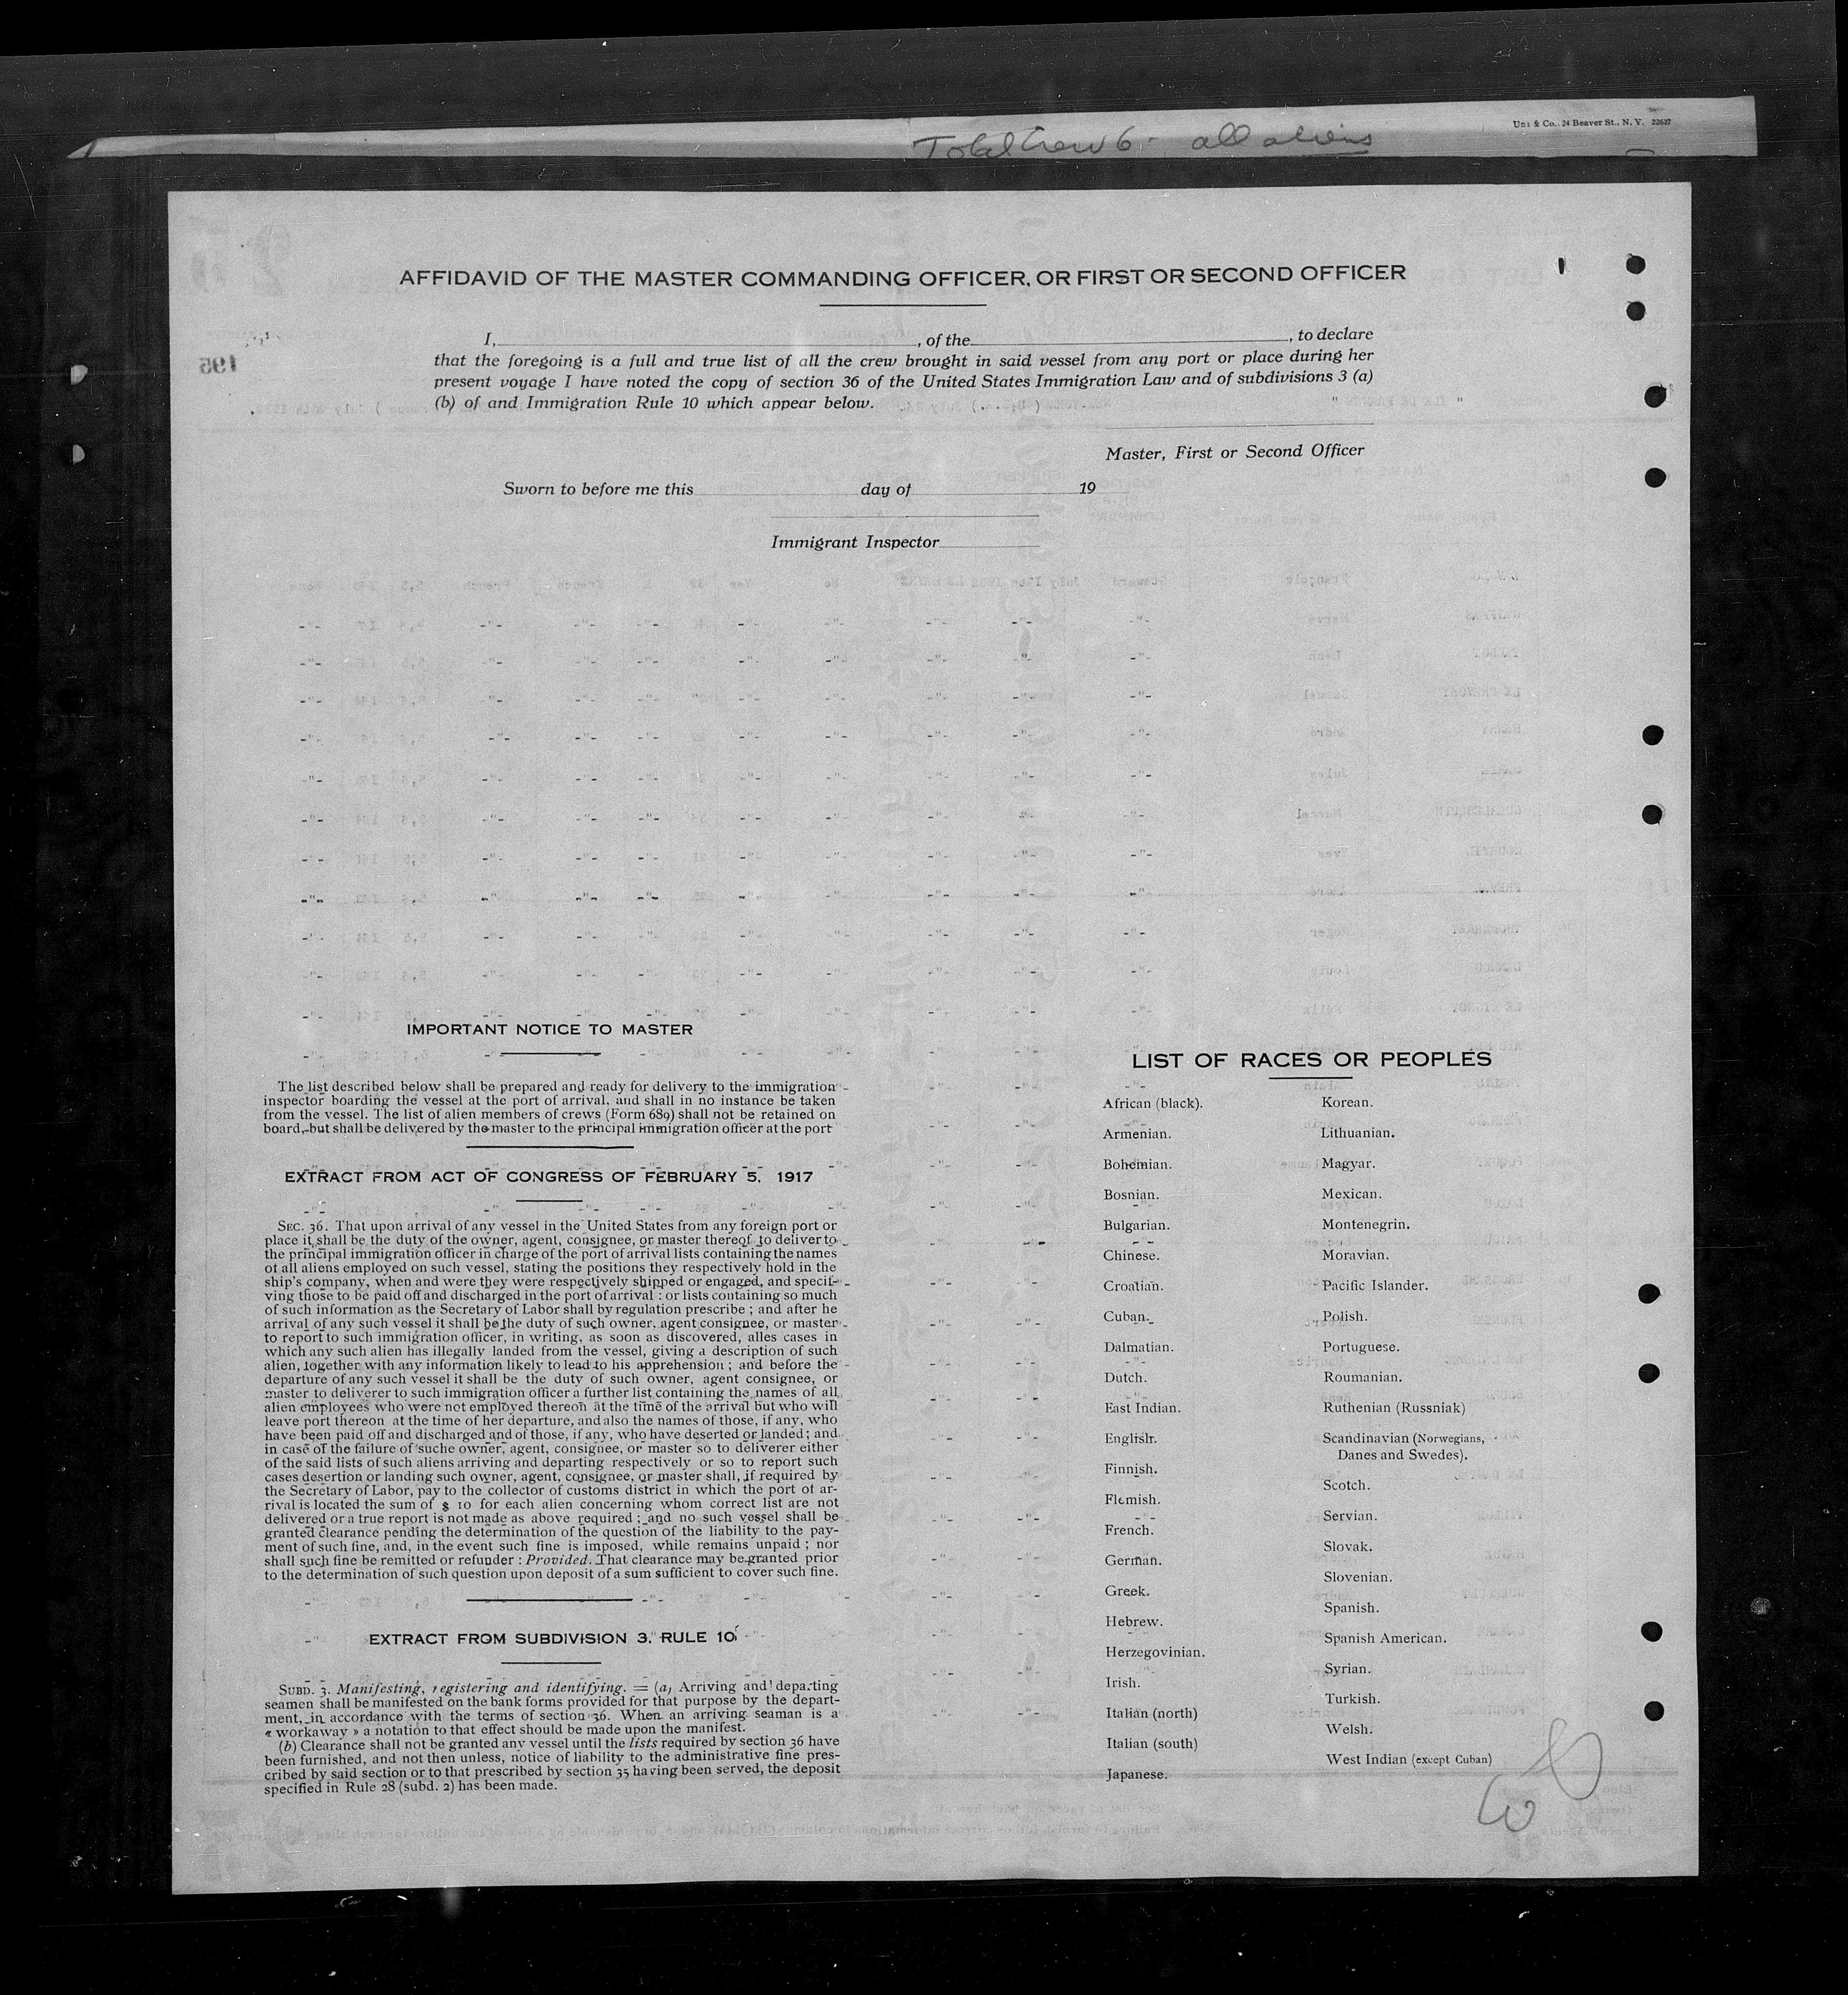 Total Crew 6 - all aliens
& Co., 24 Beaver St., N. Y. 22627
AFFIDAVID OF THE MASTER COMMANDING OFFICER, OR FIRST OR SECOND OFFICER
I, , of the , to declare
that the foregoing is a full and true list of all the crew brought in said vessel from any port or place during her
present voyage I have noted the copy of section 36 of the United States Immigration Law and of subdivisions 3 (a)
(b) of and Immigration Rule 10 which appear below.
Master, First or Second Officer
Sworn to before me this day of 19
Immigrant Inspector
IMPORTANT NOTICE TO MASTER
The list described below shall be prepared and ready for delivery to the immigration
inspector boarding the vessel at the port of arrival, and shall in no instance be taken
from the vessel. The list of alien members of crews (Form 689) shall not be retained on
board, but shall be delivered by the master to the principal immigration officer at the port
EXTRACT FROM ACT OF CONGRESS OF FEBRUARY 5, 1917
SEC. 36. That upon arrival of any vessel in the United States from any foreign port or
place it shall be the duty of the owner, agent, consignee, or master thereof to deliver to
the principal immigration officer in charge of the port of arrival lists containing the names
of all aliens employed on such vessel, stating the positions they respectively hold in the
ship's company, when and were they were respectively shipped or engaged, and specif-
ving those to be paid off and discharged in the port of arrival : or lists containing so much
of such information as the Secretary of Labor shall by regulation prescribe ; and after he
arrival of any such vessel it shall be the duty of such owner, agent consignee, or master
to report to such immigration officer, in writing, as soon as discovered, alles cases in
which any such alien has illegally landed from the vessel, giving a description of such
alien, together with any information likely to lead to his apprehension ; and before the
departure of any such vessel it shall be the duty of such owner, agent consignee, or
master to deliverer to such immigration officer a further list containing the names of all
alien employees who were not employed thereon at the time of the arrival but who will
leave port thereon at the time of her departure, and also the names of those, if any, who
have been paid off and discharged and of those, if any, who have deserted or landed ; and
in case of the failure of suche owner, agent, consignee, or master so to deliverer either
of the said lists of such aliens arriving and departing respectively or so to report such
cases desertion or landing such owner, agent, consignee, or master shall, if required by
the Secretary of Labor, pay to the collector of customs district in which the port of ar-
rival is located the sum of $ 10 for each alien concerning whom correct list are not
delivered or a true report is not made as above required ; and no such vessel shall be
granted clearance pending the determination of the question of the liability to the pay-
ment of such fine, and, in the event such fine is imposed, while remains unpaid ; nor
shall such fine be remitted or refunder : Provided. That clearance may be granted prior
to the determination of such question upon deposit of a sum sufficient to cover such fine.
EXTRACT FROM SUBDIVISION 3, RULE 10
SUBD. 3. Manifesting, registering and identifying. = (a) Arriving and departing
seamen shall be manifested on the bank forms provided for that purpose by the depart-
ment, in accordance with the terms of section 36. When an arriving seaman is a
« workaway » a notation to that effect should be made upon the manifest.
(b) Clearance shall not be granted any vessel until the lists required by section 36 have
been furnished, and not then unless, notice of liability to the administrative fine pres-
cribed by said section or to that prescribed by section 35 having been served, the deposit
specified in Rule 28 (subd. 2) has been made.
LIST OF RACES OR PEOPLES
African (black).
Armenian.
Bohemian.
Bosnian.
Bulgarian.
Chinese.
Croatian.
Cuban.
Dalmatian.
Dutch.
East Indian.
English.
Finnish.
Flemish.
French.
German.
Greek.
Hebrew.
Herzegovinian.
Irish.
Italian (north)
Italian (south)
Japanese.
Korean.
Lithuanian.
Magyar.
Mexican.
Montenegrin.
Moravian.
Pacific Islander.
Polish.
Portuguese.
Roumanian.
Ruthenian (Russniak)
Scandinavian (Norwegians,
Danes and Swedes).
Scotch.
Servian.
Slovak.
Slovenian.
Spanish.
Spanish American.
Syrian.
Turkish.
Welsh.
West Indian (except Cuban)